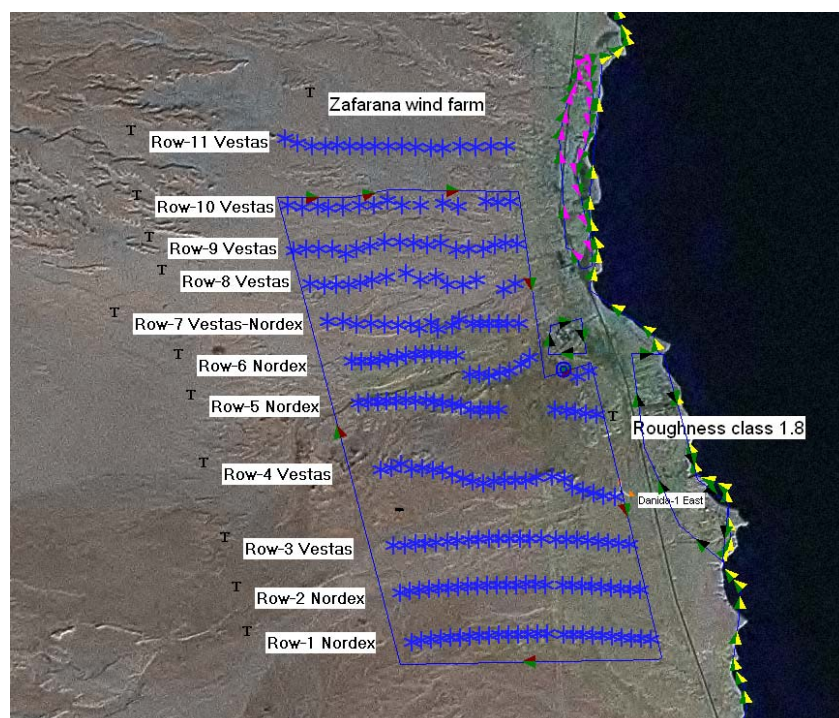 T
Zafarana wind farm
T
Row-11 Vestas
T
Row-10 Vestas
T
Row-9 Vestas
T
Row-8 Vestas
T
Row-7 Vestas-Nordex
T
Row-6 Nordex
T
Row-5 Nordex
T
Roughness class 1.8
T
Row-4 Vestas
Danida-1 East
T
Row-3 Vestas
T
Row-2 Nordex
T
Row-1 Nordex